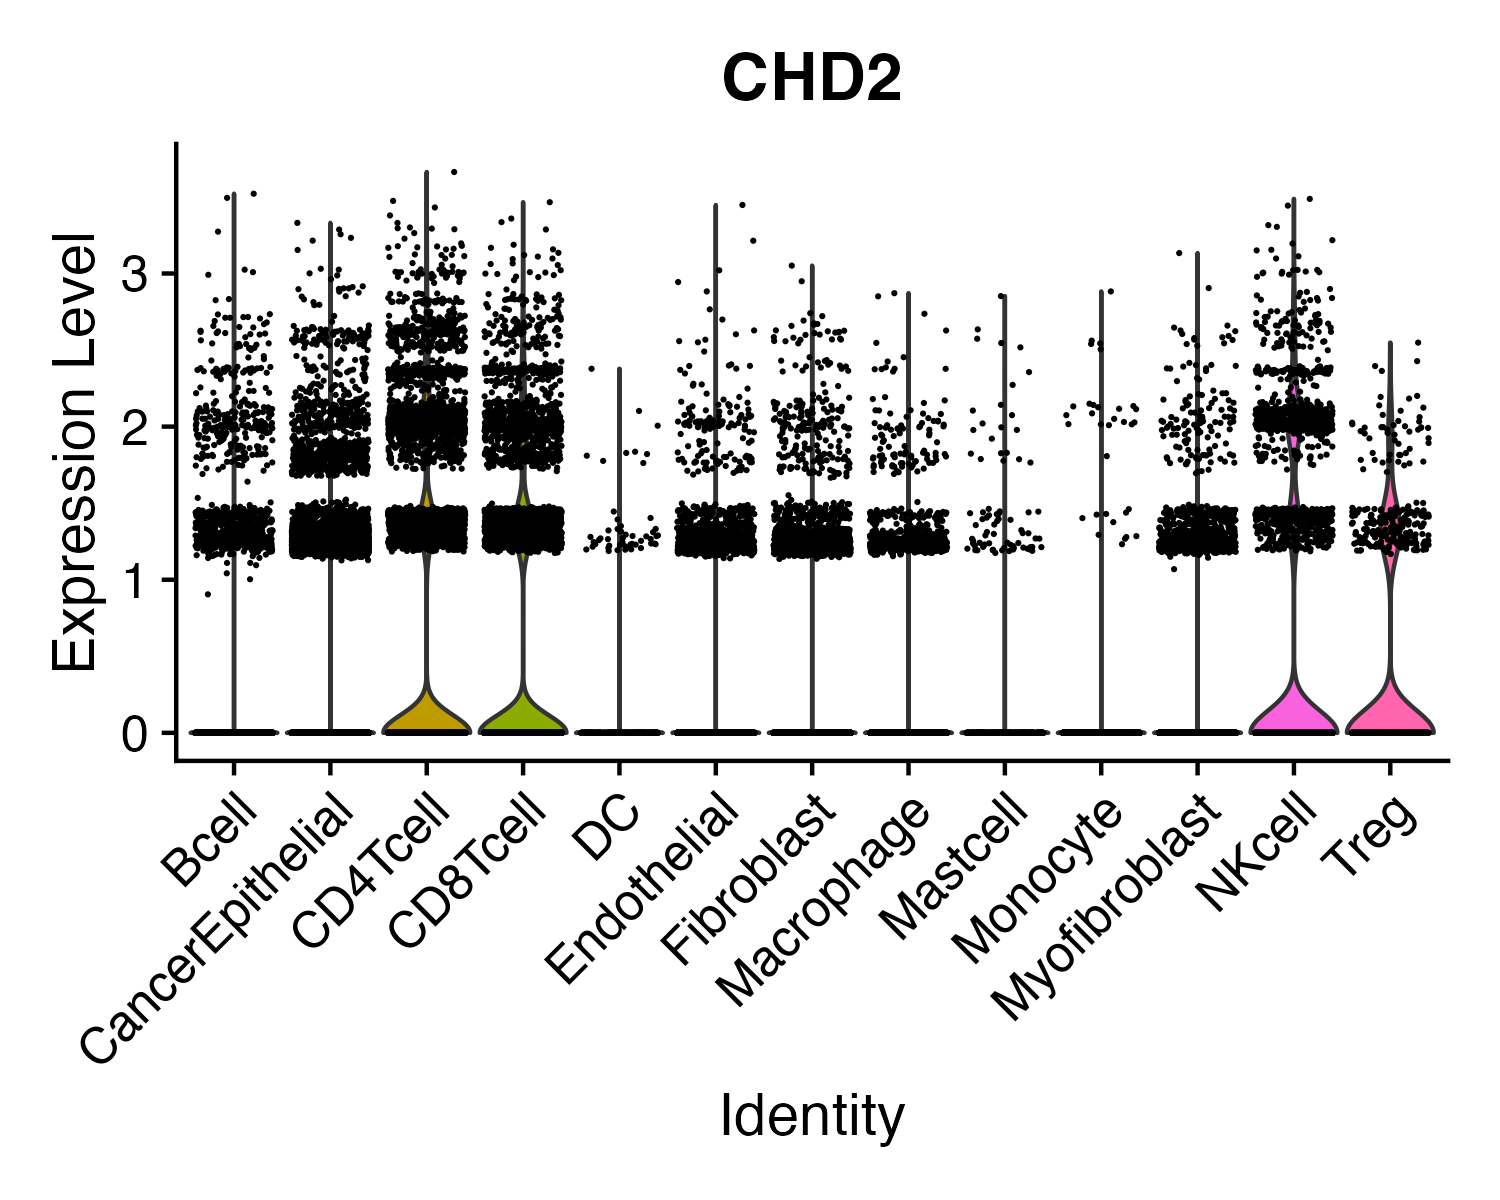 CHD2
Expression Level
3
2
1
0
Bcell
CancerEpithelial
CD4Tcell
CD8Tcell
DC
Endothelial
Fibroblast
Macrophage
Mastcell
Monocyte
Myofibroblast
NKcell
Treg
Identity